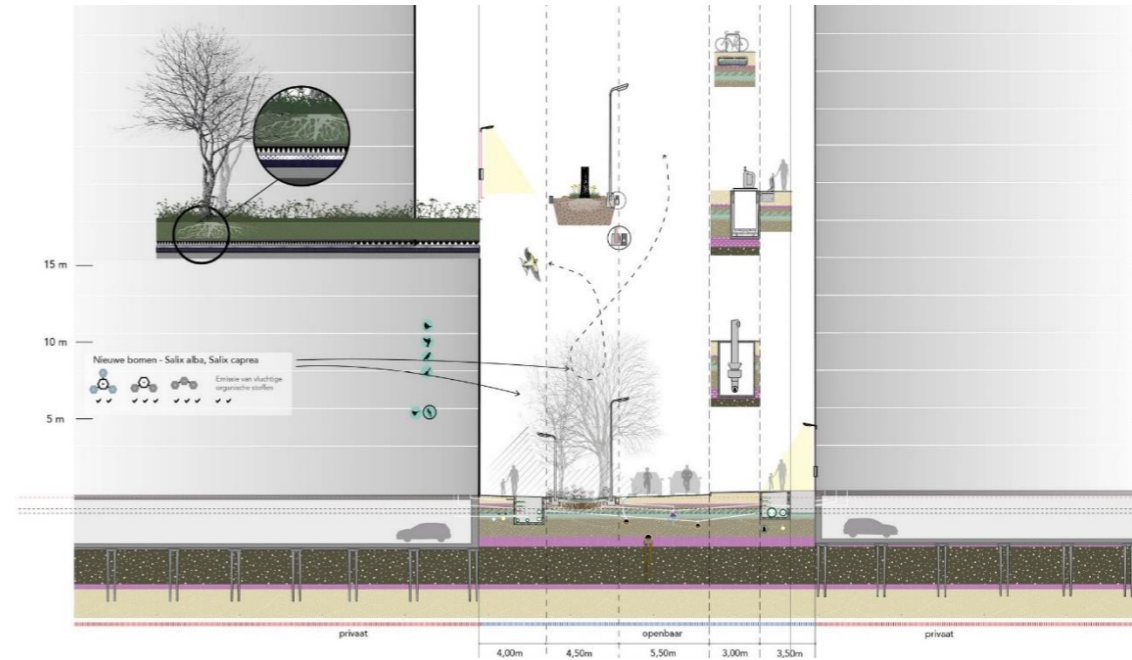 15 m
10 m
Nieuwe bomen - Salix alba, Salix caprea
Emissie van vluchtige
organische stoffen
5 m
privaat
openbaar
privaat
4,00m
4,50m
5,50m
3,00m
3,50m